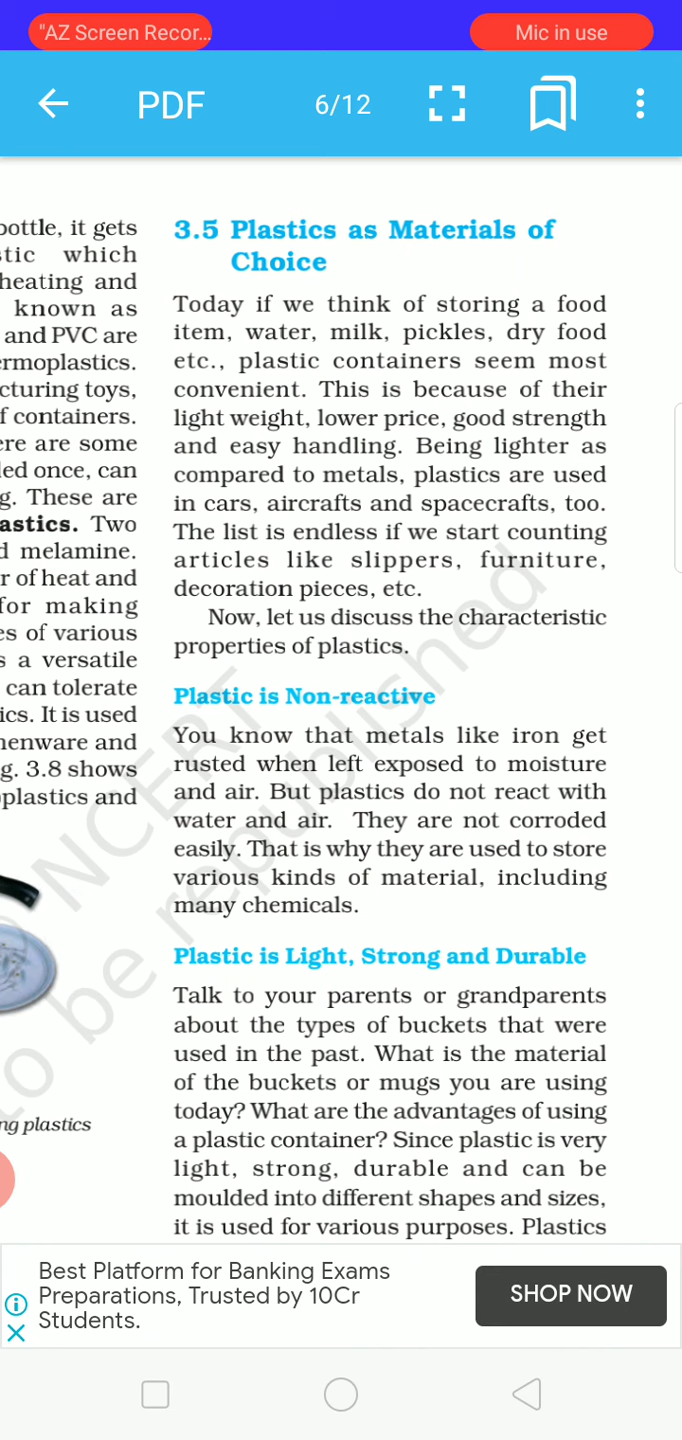 "AZ Screen Recor...
Mic in use
PDF
6/12
bottle, it gets
stic which
heating and
known as
and PVC are
ermoplastics.
cturing toys,
f containers.
ere are some
led once, can
g. These are
astics. Two
d melamine.
r of heat and
for making
es of various
s a versatile
can tolerate
ics. It is used
henware and
g. 3.8 shows
plastics and
ng plastics
3.5 Plastics as Materials of
Choice
Today if we think of storing a food
item, water, milk, pickles, dry food
etc., plastic containers seem most
convenient. This is because of their
light weight, lower price, good strength
and easy handling. Being lighter as
compared to metals, plastics are used
in cars, aircrafts and spacecrafts, too.
The list is endless if we start counting
articles like slippers, furniture,
decoration pieces, etc.
Now, let us discuss the characteristic
properties of plastics.
Plastic is Non-reactive
You know that metals like iron get
rusted when left exposed to moisture
and air. But plastics do not react with
water and air. They are not corroded
easily. That is why they are used to store
various kinds of material, including
many chemicals.
Plastic is Light, Strong and Durable
Talk to your parents or grandparents
about the types of buckets that were
used in the past. What is the material
of the buckets or mugs you are using
today? What are the advantages of using
a plastic container? Since plastic is very
light, strong, durable and can be
moulded into different shapes and sizes,
it is used for various purposes. Plastics
NCERT
to be republished
Best Platform for Banking Exams
Preparations, Trusted by 10Cr
Students.
SHOP NOW